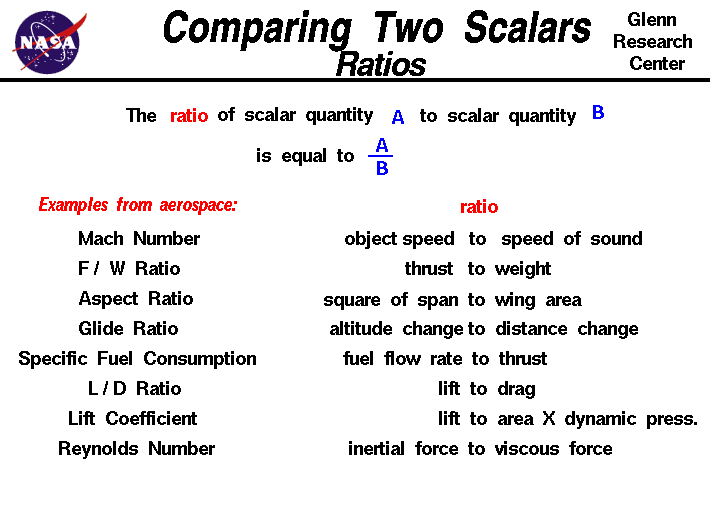 NASA
Comparing Two Scalars
Ratios
Glenn
Research
Center
The ratio of scalar quantity A to scalar quantity B
is equal to A
B
Examples from aerospace: ratio
Mach Number object speed to speed of sound
F / W Ratio thrust to weight
Aspect Ratio square of span to wing area
Glide Ratio altitude change to distance change
Specific Fuel Consumption fuel flow rate to thrust
L / D Ratio lift to drag
Lift Coefficient lift to area X dynamic press.
Reynolds Number inertial force to viscous force